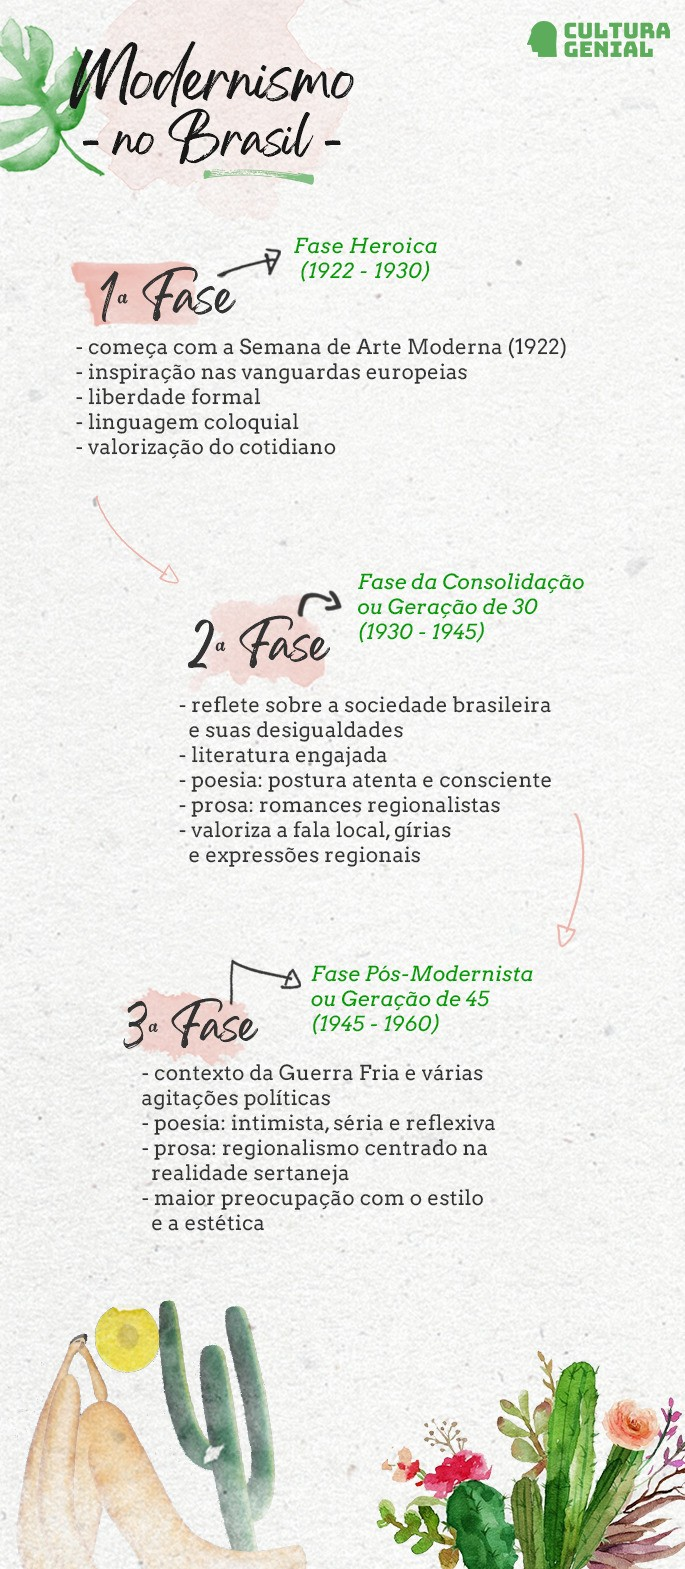 CULTURA
GENIAL
Modernismo
- no Brasil -
Fase Heroica
(1922 - 1930)
1ª Fase
- começa com a Semana de Arte Moderna (1922)
- inspiração nas vanguardas europeias
- liberdade formal
- linguagem coloquial
- valorização do cotidiano
Fase da Consolidação
ou Geração de 30
(1930 - 1945)
2ª Fase
- reflete sobre a sociedade brasileira
e suas desigualdades
- literatura engajada
- poesia: postura atenta e consciente
- prosa: romances regionalistas
- valoriza a fala local, gírias
e expressões regionais
Fase Pós-Modernista
ou Geração de 45
(1945 - 1960)
3ª Fase
- contexto da Guerra Fria e várias
agitações políticas
- poesia: intimista, séria e reflexiva
- prosa: regionalismo centrado na
realidade sertaneja
- maior preocupação com o estilo
e a estética